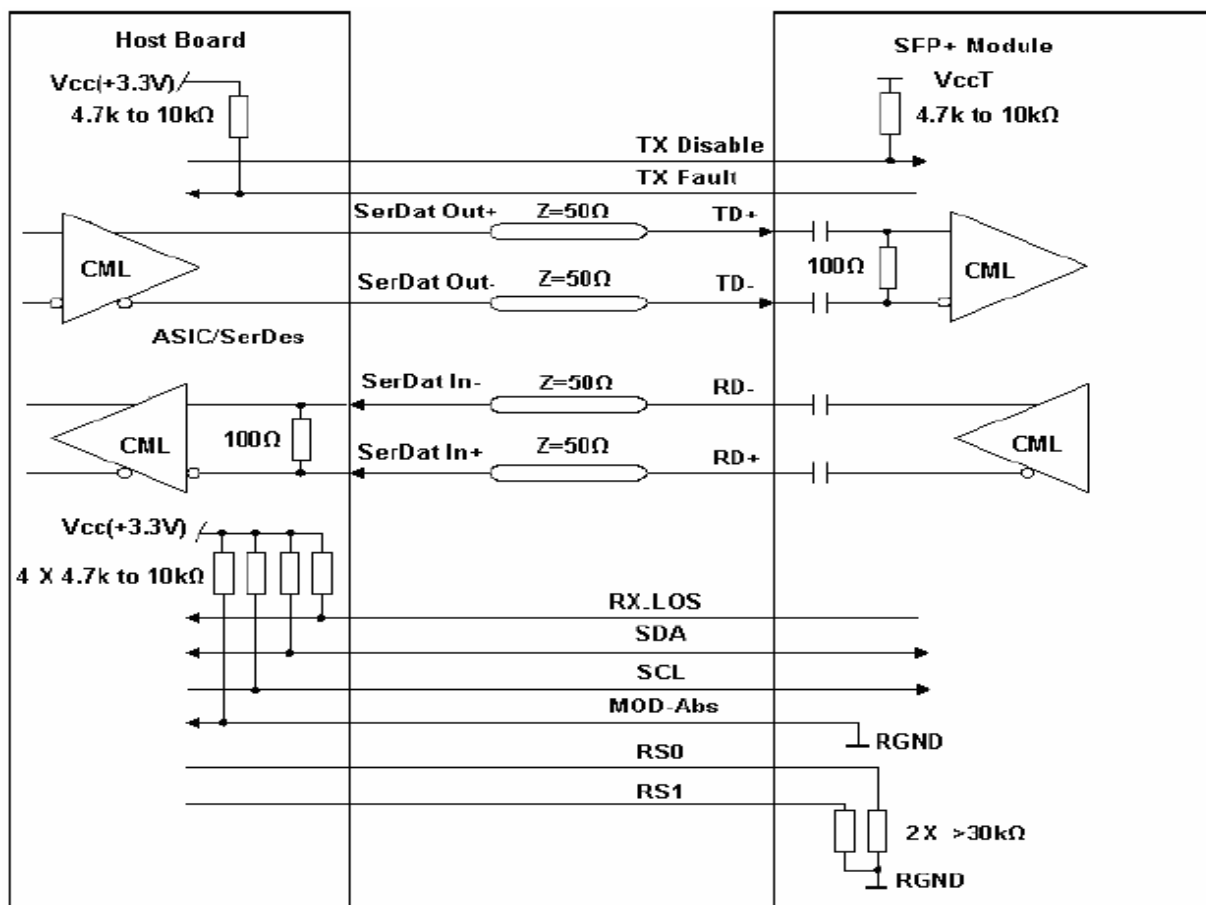 Host Board
SFP+ Module
Vcc(+3.3V)
4.7k to 10kΩ
VccT
4.7k to 10kΩ
TX Disable
TX Fault
SerDat Out+
Z=50Ω
TD+
CML
100Ω
CML
SerDat Out-
Z=50Ω
TD-
ASIC/SerDes
SerDat In-
Z=50Ω
RD-
CML
100Ω
SerDat In+
Z=50Ω
RD+
CML
Vcc(+3.3V)
4 X 4.7k to 10kΩ
RX_LOS
SDA
SCL
MOD-Abs
RGND
RS0
RS1
2X >30kΩ
RGND